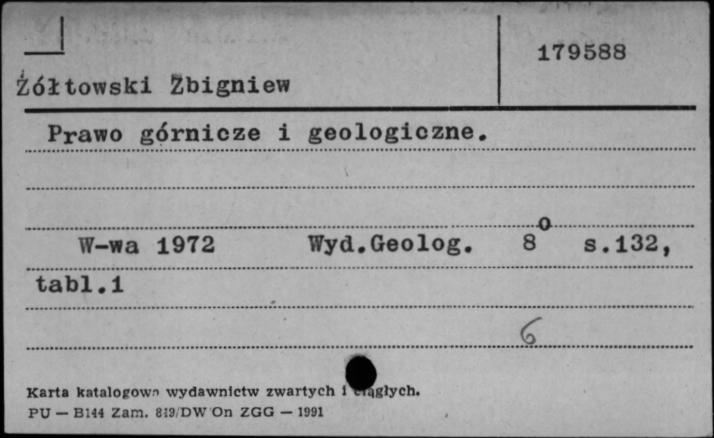 179588
Żółtowski Zbigniew
Prawo górnicze i geologiczne.
W-wa 1972 Wyd.Geolog. 8° s.132,
tabl.1
6
Karta katalogowa wydawnictw zwartych i ciągłych.
PU — B144 Zam. 819/DW On ZGG — 1991